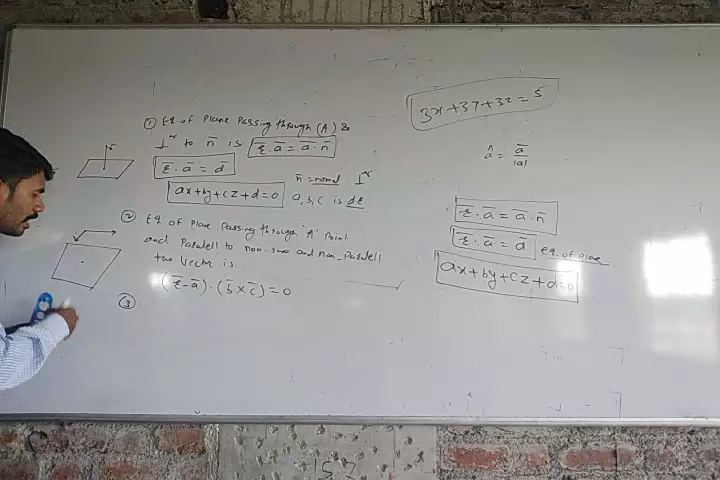 ① Eq. of Plane Passing through (A) &
⊥ʳ to n̄ is r̄.ā = ā.n̄
r̄.ā = d̄
n̄ = normal ⊥ʳ
ax+by+cz+d=0 a,b,c is dr
② Eq of Plane Passing through 'A' Point
and Paralell to non-zero and non-Paralell
two Vector is
(r̄-ā).(b̄×c̄)=0
③
3x+3y+3z=5
â = ā/|a|
r̄.ā = ā.n̄
r̄.ā = d̄ eq. of Plane
ax+by+cz+d=0